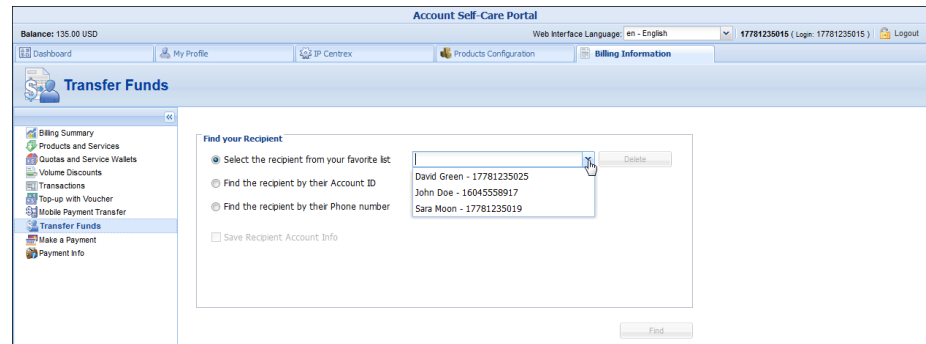 Account Self-Care Portal
Balance: 135.00 USD
Web Interface Language: en - English
17781235015 ( Login: 17781235015 )
Logout
Dashboard
My Profile
IP Centrex
Products Configuration
Billing Information
Transfer Funds
Billing Summary
Products and Services
Quotas and Service Wallets
Volume Discounts
Transactions
Top-up with Voucher
Mobile Payment Transfer
Transfer Funds
Make a Payment
Payment Info
Find your Recipient
Select the recipient from your favorite list
Delete
David Green - 17781235025
Find the recipient by their Account ID
John Doe - 16045558917
Find the recipient by their Phone number
Sara Moon - 17781235019
Save Recipient Account Info
Find